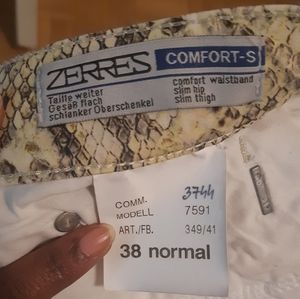 ZERRES COMFORT-S
Taille weiter comfort waistband
Gesäß flach slim hip
schlanker Oberschenkel slim thigh
COMM- 3744
MODELL 7591
ART./FB. 349/41
38 normal